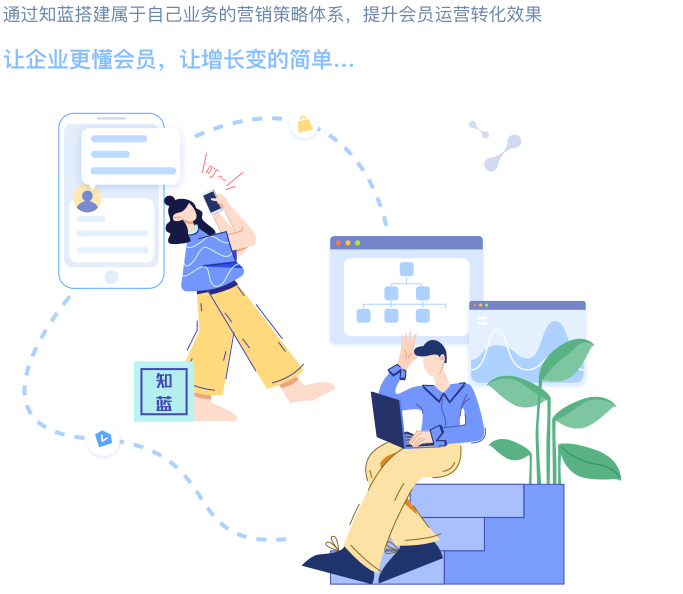 通过知蓝搭建属于自己业务的营销策略体系，提升会员运营转化效果
让企业更懂会员，让增长变的简单...
叮~
知
蓝